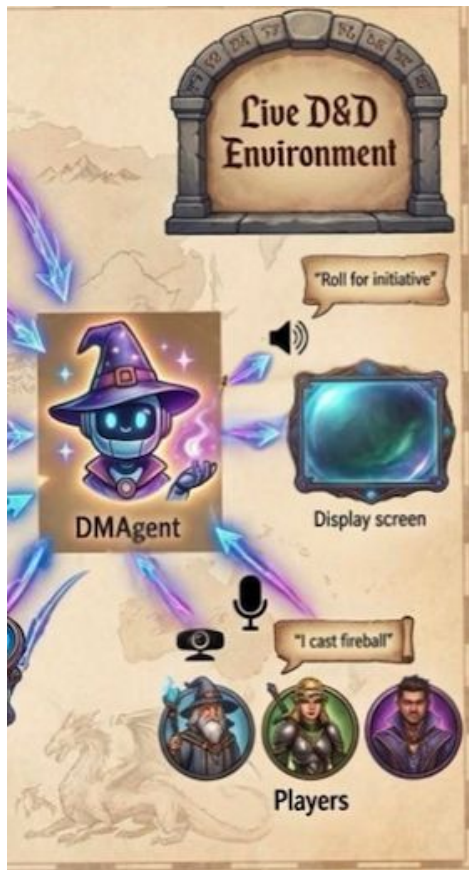 Live D&D
Environment
"Roll for initiative"
DMAgent
Display screen
"I cast fireball"
Players